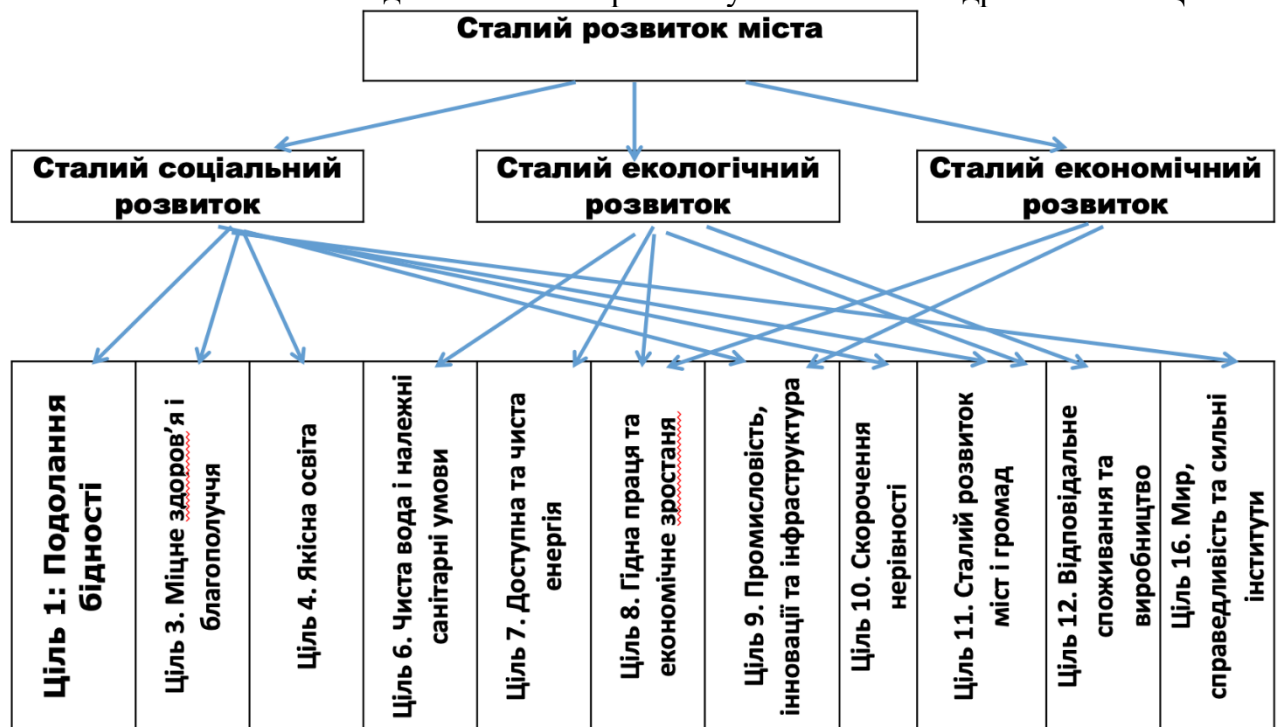 Сталий розвиток міста
Сталий соціальний
розвиток
Сталий екологічний
розвиток
Сталий економічний
розвиток
Ціль 1: Подолання
бідності
Ціль 3. Міцне здоров’я і
благополуччя
Ціль 4. Якісна освіта
Ціль 6. Чиста вода і належні
санітарні умови
Ціль 7. Доступна та чиста
енергія
Ціль 8. Гідна праця та
економічне зростаня
Ціль 9. Промисловість,
інновації та інфраструктура
Ціль 10. Скорочення
нерівності
Ціль 11. Сталий розвиток
міст і громад
Ціль 12. Відповідальне
споживання та
виробництво
Ціль 16. Мир,
справедливість та сильні
інститути